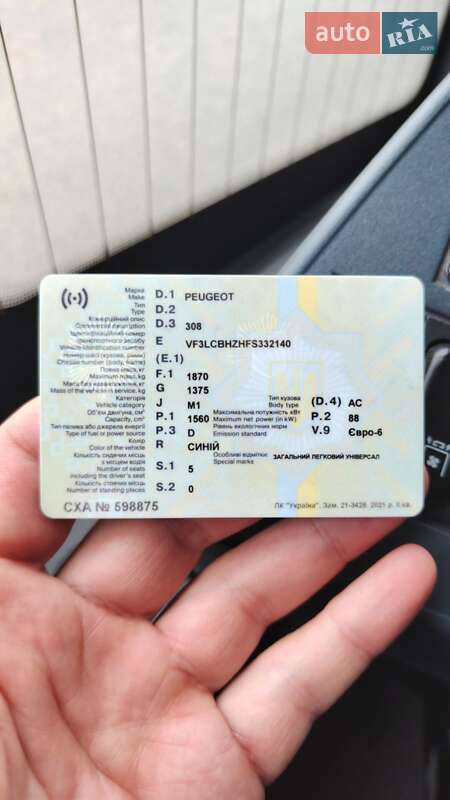 auto RIA .com
Марка
Make D.1 PEUGEOT
Тип
Type D.2
Комерційний опис
Commercial description D.3 308
Ідентифікаційний номер
транспортного засобу
Vehicle identification number E VF3LCBHZHFS332140
Номер шасі (кузова, рами)
Chassis number (body, frame) (E.1)
Повна маса, кг
Maximum mass, kg F.1 1870
Маса без навантаження, кг
Mass of the vehicle in service, kg G 1375
Категорія
Vehicle category J M1
Тип кузова
Body type (D.4) AC
Об'єм двигуна, см³
Capacity, cm³ P.1 1560
Максимальна потужність кВт
Maximum net power (in kW) P.2 88
Тип палива або джерела енергії
Type of fuel or power source P.3 D
Рівень екологічних норм
Emission standard V.9 Євро-6
Колір
Color of the vehicle R СИНІЙ
Особливі відмітки
Special marks ЗАГАЛЬНИЙ ЛЕГКОВИЙ УНІВЕРСАЛ
Кількість сидячих місць
з місцем водія
Number of seats
including the driver's seat S.1 5
Кількість стоячих місць
Number of standing places S.2 0
СХА № 598875
ПК "Україна". Зам. 21-3428. 2021 р. II кв.